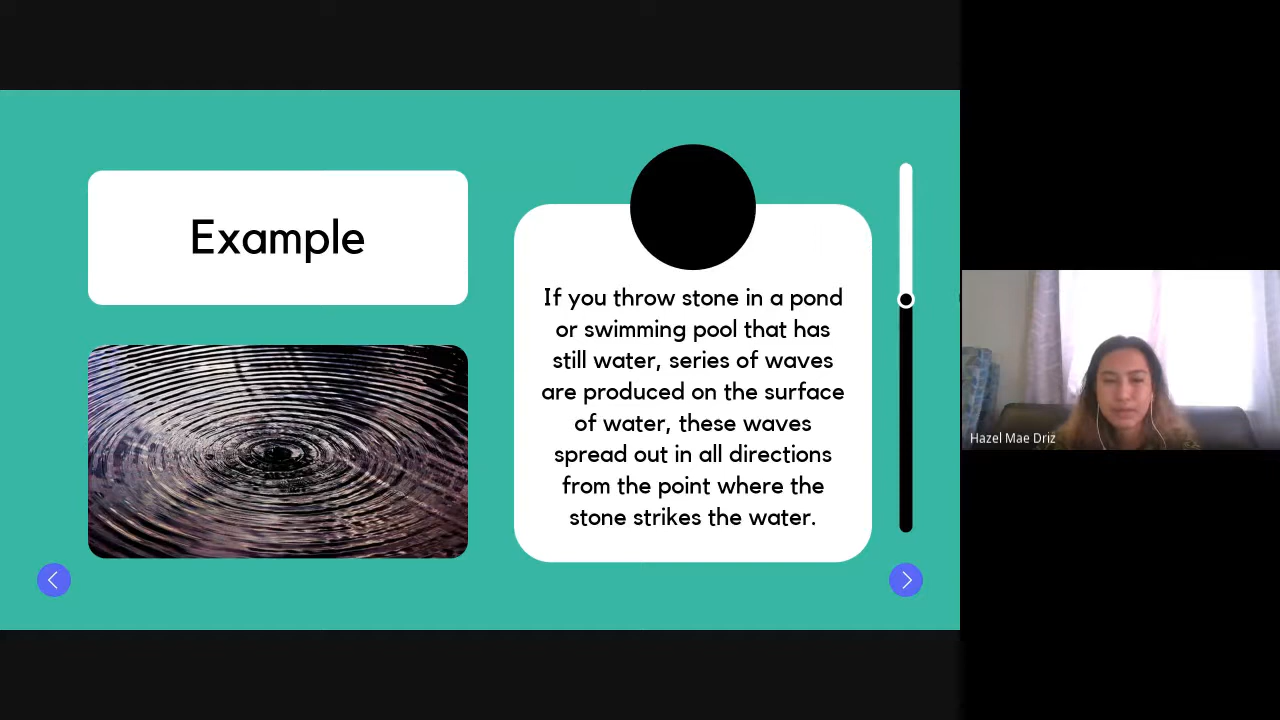 Example
If you throw stone in a pond
or swimming pool that has
still water, series of waves
are produced on the surface
of water, these waves
spread out in all directions
from the point where the
stone strikes the water.
Hazel Mae Driz